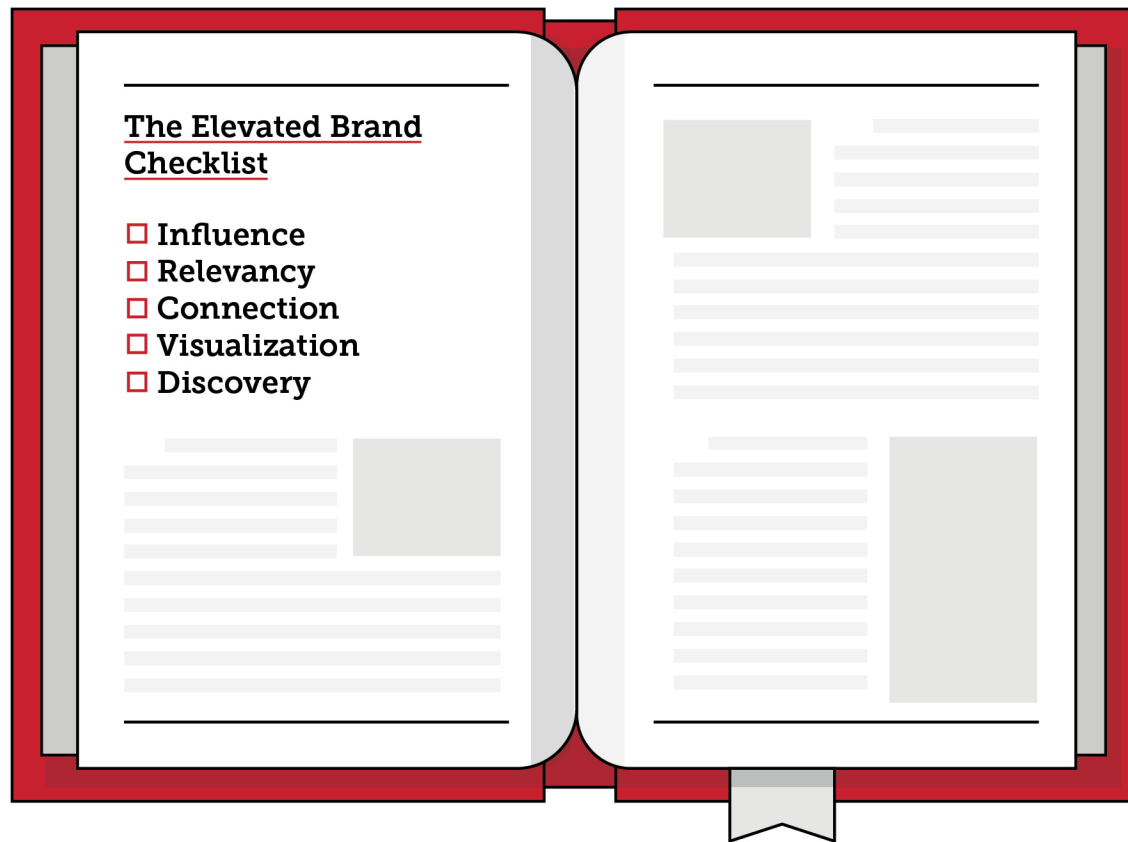 The Elevated Brand
Checklist
Influence
Relevancy
Connection
Visualization
Discovery